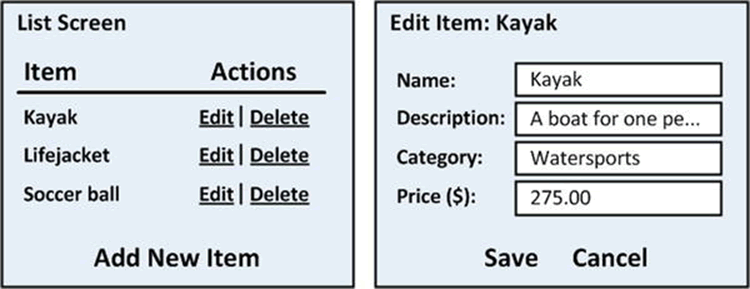 List Screen
Item Actions
Kayak Edit | Delete
Lifejacket Edit | Delete
Soccer ball Edit | Delete
Add New Item
Edit Item: Kayak
Name: Kayak
Description: A boat for one pe...
Category: Watersports
Price ($): 275.00
Save Cancel